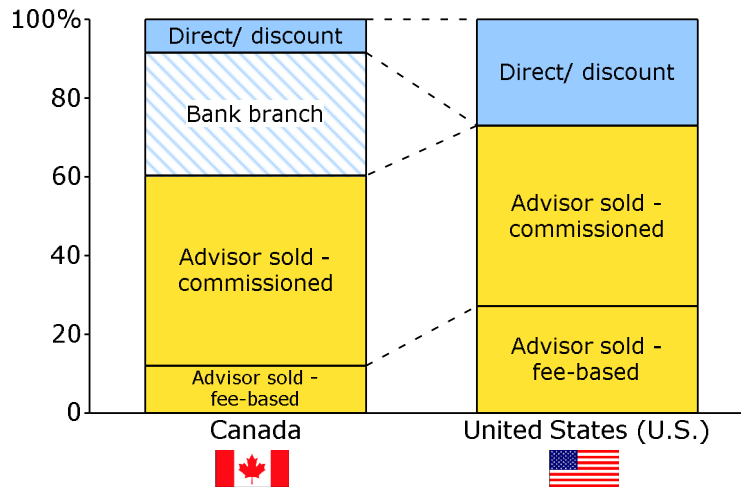 100%
80
60
40
20
0
Direct/ discount
Bank branch
Advisor sold -
commissioned
Advisor sold -
fee-based
Direct/ discount
Advisor sold -
commissioned
Advisor sold -
fee-based
Canada
United States (U.S.)